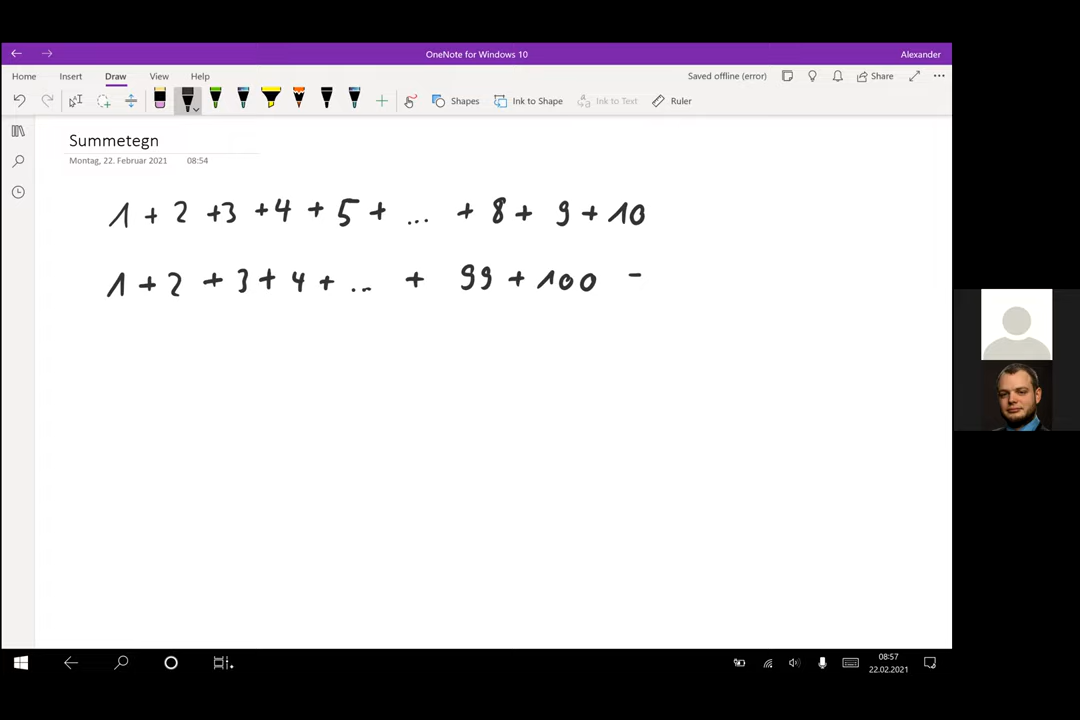 OneNote for Windows 10 Alexander
Home Insert Draw View Help Saved offline (error) Share
Shapes Ink to Shape Ink to Text Ruler
Summetegn
Montag, 22. Februar 2021 08:54
1 + 2 + 3 + 4 + 5 + ... + 8 + 9 + 10
1 + 2 + 3 + 4 + ... + 99 + 100 -
08:57
22.02.2021